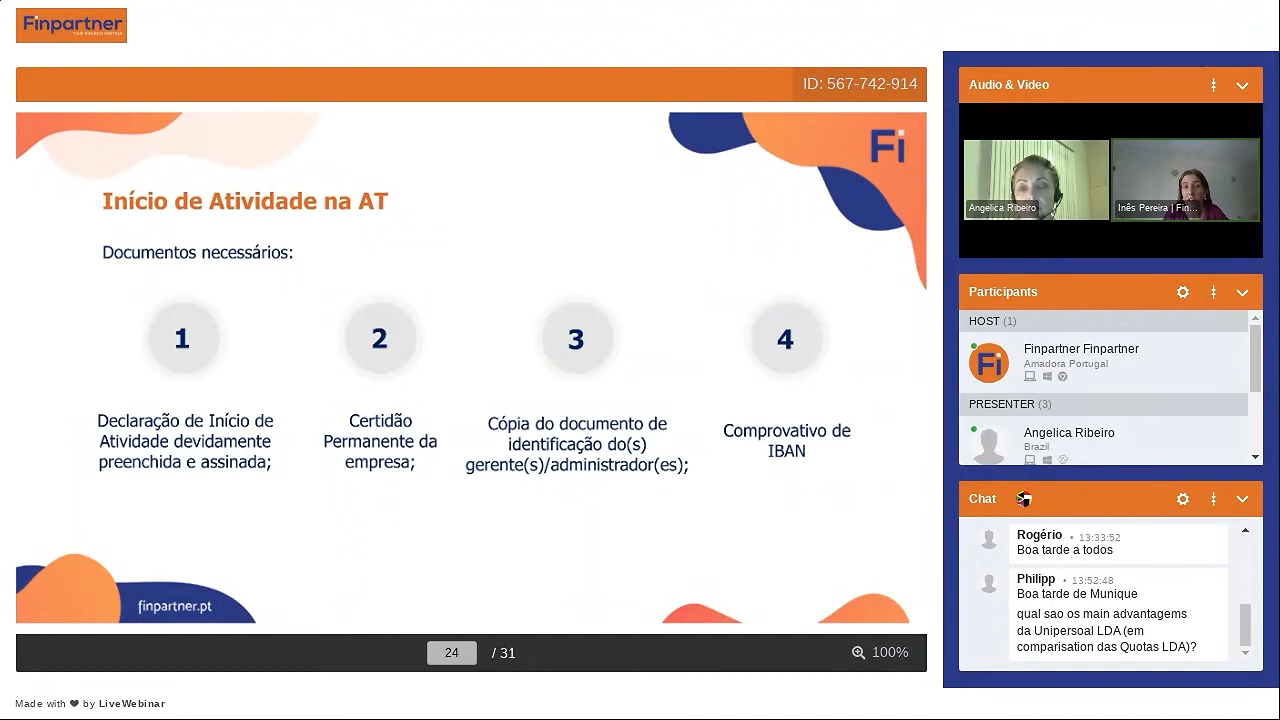 Finpartner
YOUR BUSINESS PARTNER
ID: 567-742-914
Fi
Início de Atividade na AT
Documentos necessários:
1
2
3
4
Declaração de Início de
Atividade devidamente
preenchida e assinada;
Certidão
Permanente da
empresa;
Cópia do documento de
identificação do(s)
gerente(s)/administrador(es);
Comprovativo de
IBAN
finpartner.pt
24 / 31
100%
Made with ❤ by LiveWebinar
Audio & Video
Angelica Ribeiro
Inês Pereira | Fin...
Participants
HOST (1)
Fi
Finpartner Finpartner
Amadora Portugal
PRESENTER (3)
Angelica Ribeiro
Brazil
Chat
Rogério • 13:33:52
Boa tarde a todos
Philipp • 13:52:48
Boa tarde de Munique
qual sao os main advantagems
da Unipersoal LDA (em
comparisation das Quotas LDA)?